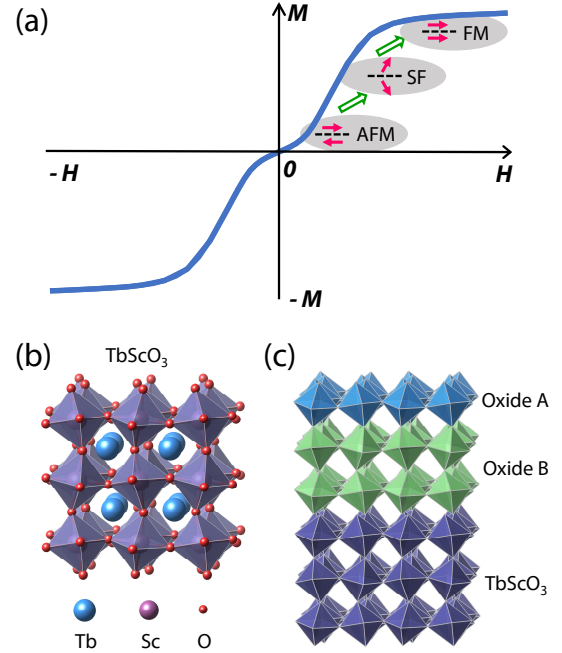 (a)
M
FM
SF
AFM
- H
0
H
- M
(b)
TbScO₃
(c)
Oxide A
Oxide B
TbScO₃
Tb
Sc
O